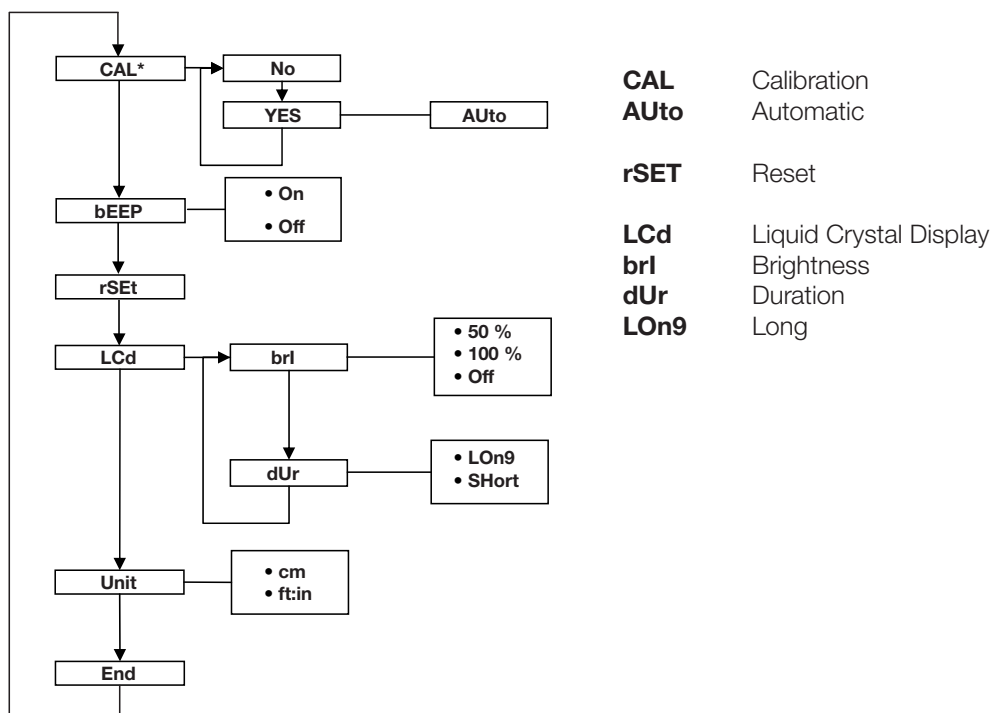 CAL*
No
YES
AUto
bEEP
• On
• Off
rSEt
LCd
brI
• 50 %
• 100 %
• Off
dUr
• LOn9
• SHort
Unit
• cm
• ft:in
End
CAL Calibration
AUto Automatic
rSET Reset
LCd Liquid Crystal Display
brI Brightness
dUr Duration
LOn9 Long